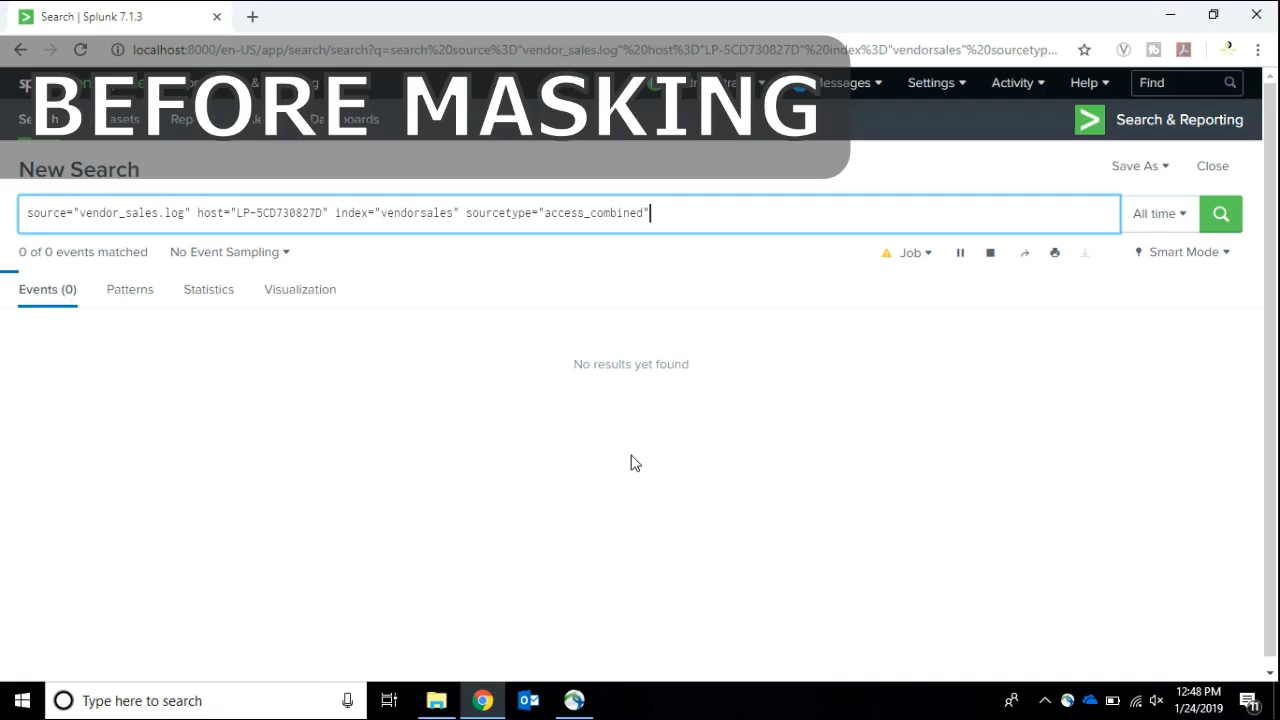 Search | Splunk 7.1.3
localhost:8000/en-US/app/search/search?q=search%20source%3D"vendor_sales.log"%20host%3D"LP-5CD730827D"%20index%3D"vendorsales"%20sourcetyp...
BEFORE MASKING
Settings Activity Help Find
Search & Reporting
New Search
Save As Close
source="vendor_sales.log" host="LP-5CD730827D" index="vendorsales" sourcetype="access_combined"
All time
0 of 0 events matched No Event Sampling
Job Smart Mode
Events (0) Patterns Statistics Visualization
No results yet found
Type here to search
12:48 PM
1/24/2019
11